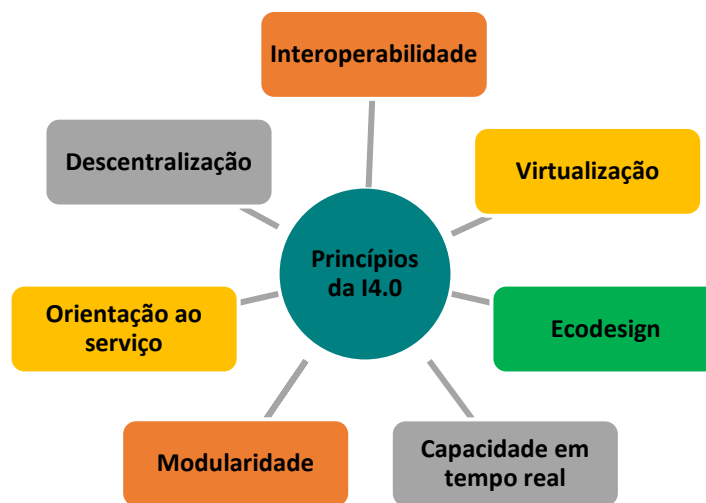 Interoperabilidade
Descentralização
Virtualização
Princípios
da I4.0
Orientação ao
serviço
Ecodesign
Modularidade
Capacidade em
tempo real